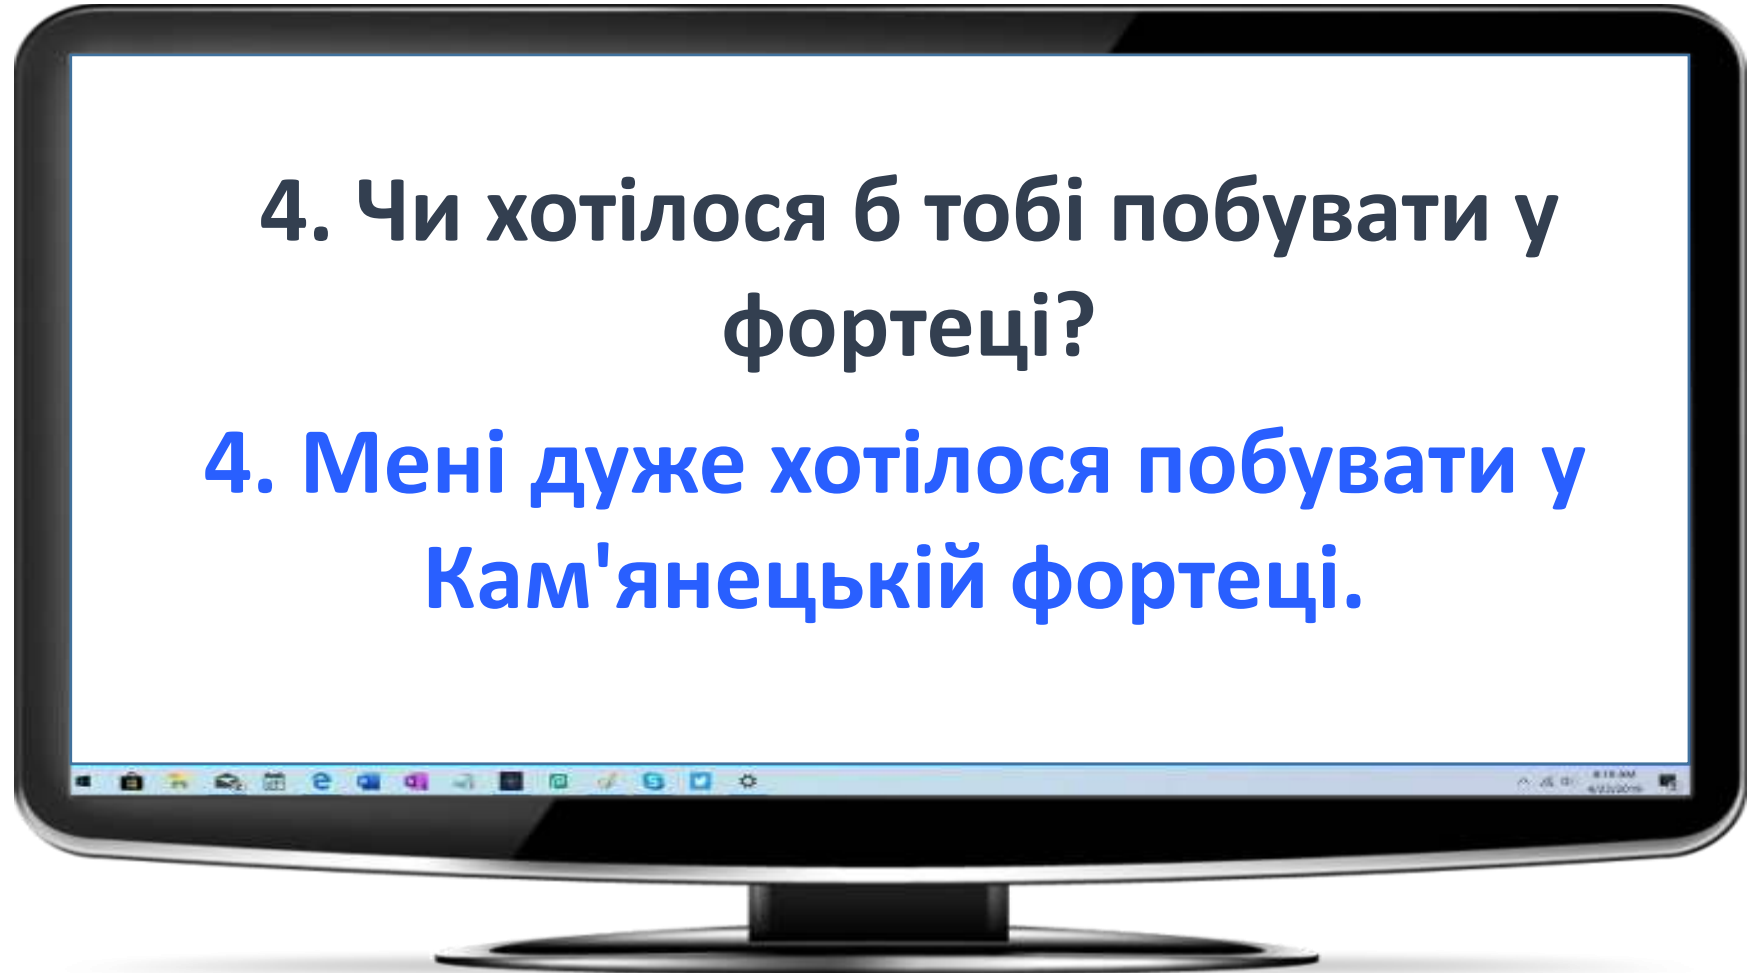 4. Чи хотілося б тобі побувати у
фортеці?
4. Мені дуже хотілося побувати у
Кам'янецькій фортеці.